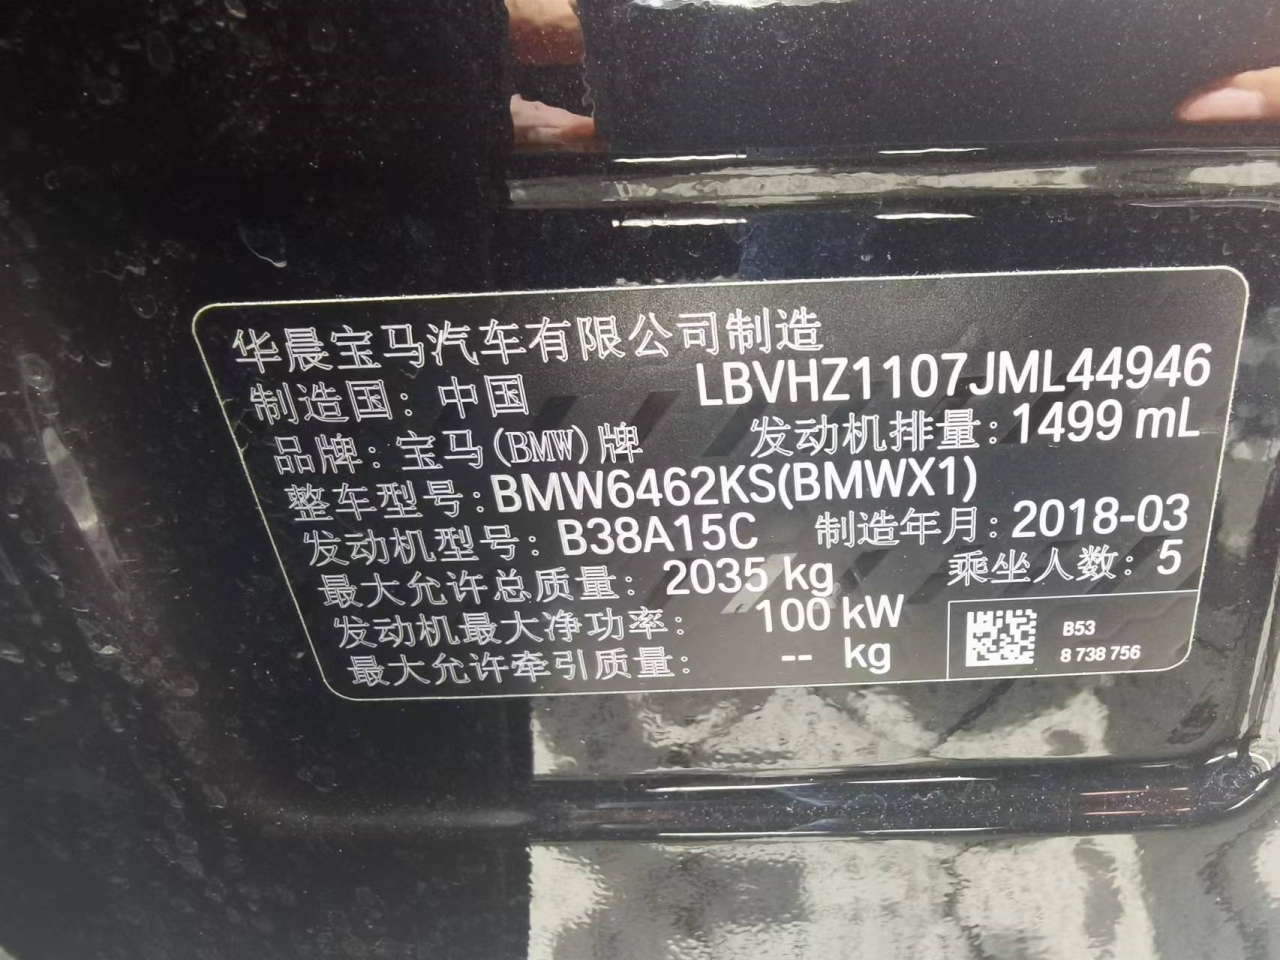 华晨宝马汽车有限公司制造
制造国：中国 LBVHZ1107JML44946
品牌：宝马(BMW)牌 发动机排量：1499 mL
整车型号：BMW6462KS(BMWX1)
发动机型号：B38A15C 制造年月：2018-03
最大允许总质量：2035 kg 乘坐人数：5
发动机最大净功率：100 kW
最大允许牵引质量：-- kg
B53
8 738 756